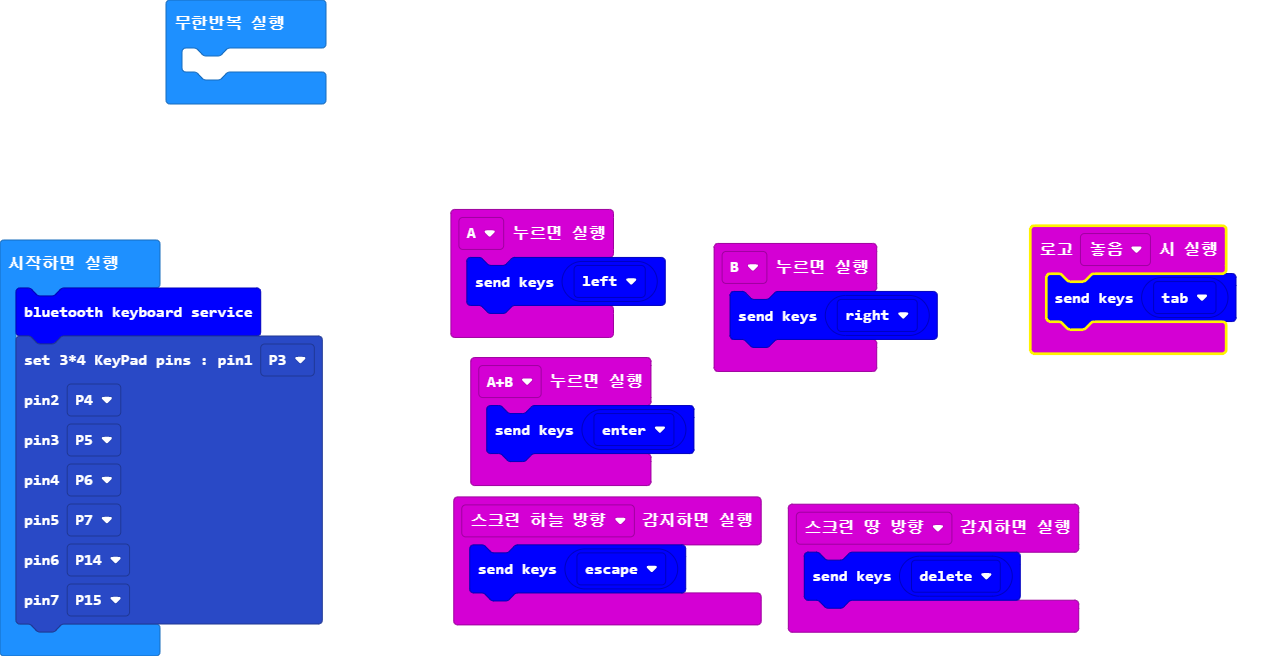 무한반복 실행
시작하면 실행
bluetooth keyboard service
set 3*4 KeyPad pins : pin1 P3
pin2 P4
pin3 P5
pin4 P6
pin5 P7
pin6 P14
pin7 P15
A 누르면 실행
send keys left
B 누르면 실행
send keys right
로고 놓음 시 실행
send keys tab
A+B 누르면 실행
send keys enter
스크린 하늘 방향 감지하면 실행
send keys escape
스크린 땅 방향 감지하면 실행
send keys delete